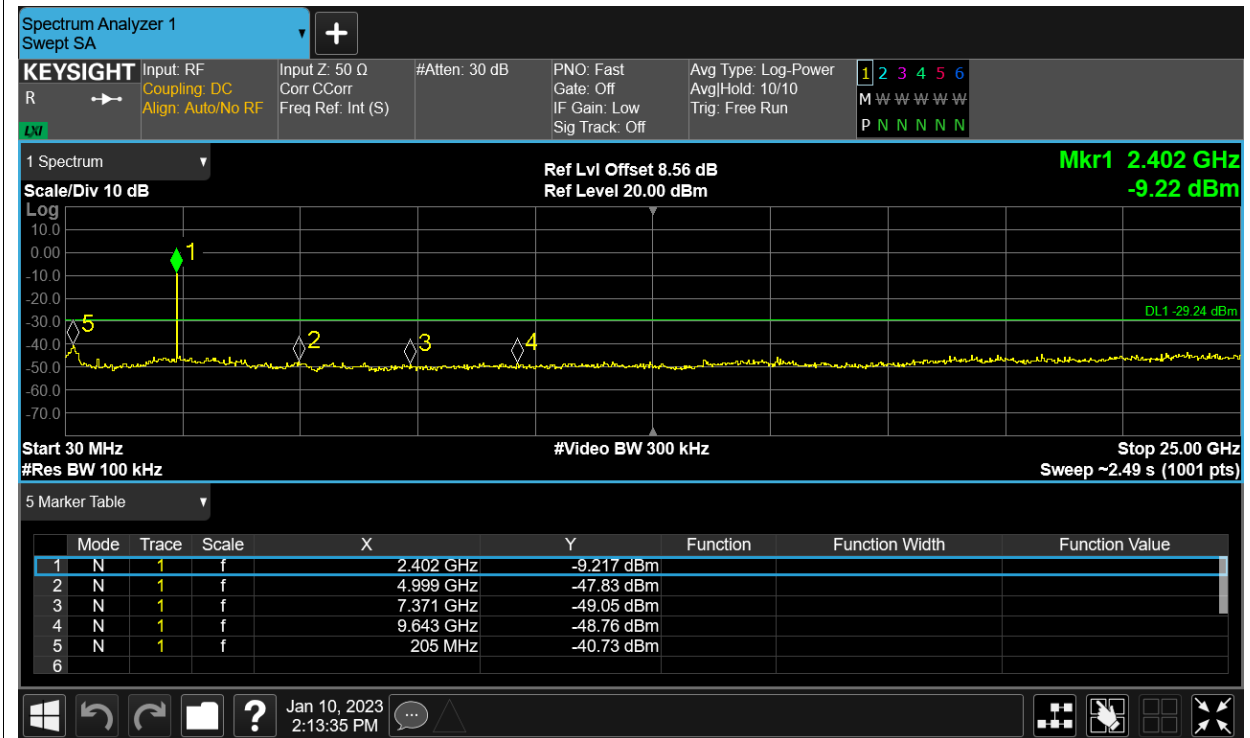 Spectrum Analyzer 1
Swept SA
+
KEYSIGHT
R
LXI
Input: RF
Coupling: DC
Align: Auto/No RF
Input Z: 50 Ω
Corr CCorr
Freq Ref: Int (S)
#Atten: 30 dB
PNO: Fast
Gate: Off
IF Gain: Low
Sig Track: Off
Avg Type: Log-Power
Avg|Hold: 10/10
Trig: Free Run
1 2 3 4 5 6
M W W W W W
P N N N N N
1 Spectrum
Scale/Div 10 dB
Ref Lvl Offset 8.56 dB
Ref Level 20.00 dBm
Mkr1 2.402 GHz
-9.22 dBm
Log
10.0
0.00
-10.0
-20.0
-30.0
-40.0
-50.0
-60.0
-70.0
1
5
2
3
4
DL1 -29.24 dBm
Start 30 MHz
#Video BW 300 kHz
Stop 25.00 GHz
#Res BW 100 kHz
Sweep ~2.49 s (1001 pts)
5 Marker Table
Mode Trace Scale X Y Function Function Width Function Value
1 N 1 f 2.402 GHz -9.217 dBm
2 N 1 f 4.999 GHz -47.83 dBm
3 N 1 f 7.371 GHz -49.05 dBm
4 N 1 f 9.643 GHz -48.76 dBm
5 N 1 f 205 MHz -40.73 dBm
6
?
Jan 10, 2023
2:13:35 PM